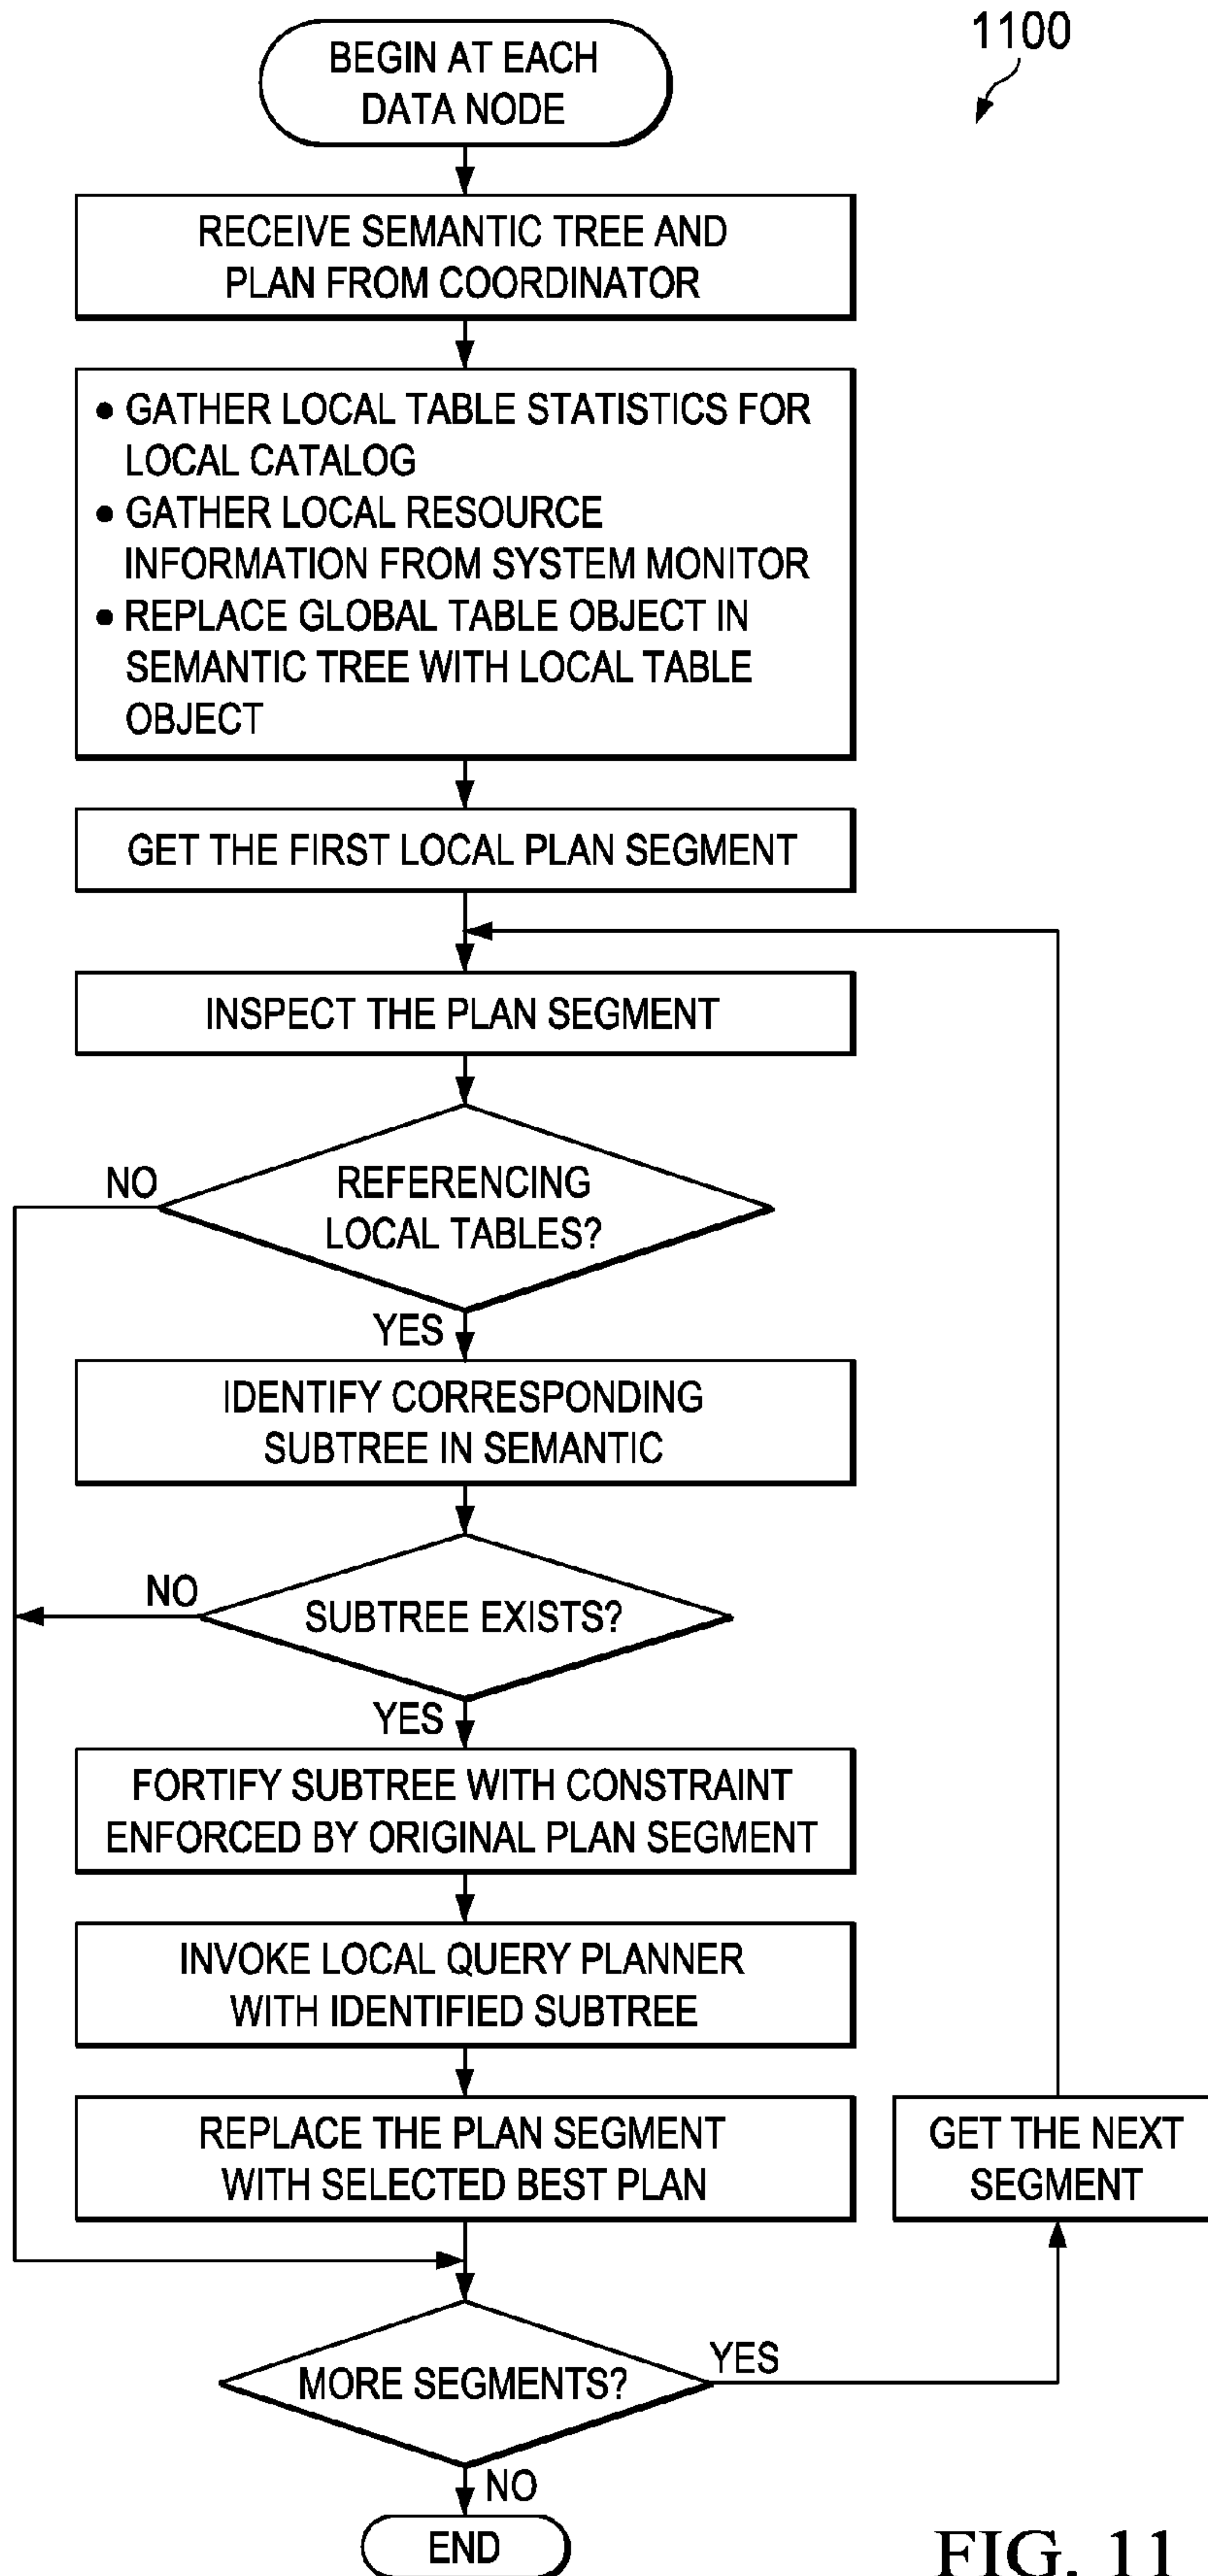 1100
BEGIN AT EACH
DATA NODE
RECEIVE SEMANTIC TREE AND
PLAN FROM COORDINATOR
• GATHER LOCAL TABLE STATISTICS FOR
LOCAL CATALOG
• GATHER LOCAL RESOURCE
INFORMATION FROM SYSTEM MONITOR
• REPLACE GLOBAL TABLE OBJECT IN
SEMANTIC TREE WITH LOCAL TABLE
OBJECT
GET THE FIRST LOCAL PLAN SEGMENT
INSPECT THE PLAN SEGMENT
NO
REFERENCING
LOCAL TABLES?
YES
IDENTIFY CORRESPONDING
SUBTREE IN SEMANTIC
NO
SUBTREE EXISTS?
YES
FORTIFY SUBTREE WITH CONSTRAINT
ENFORCED BY ORIGINAL PLAN SEGMENT
INVOKE LOCAL QUERY PLANNER
WITH IDENTIFIED SUBTREE
REPLACE THE PLAN SEGMENT
WITH SELECTED BEST PLAN
GET THE NEXT
SEGMENT
MORE SEGMENTS?
YES
NO
END
FIG. 11